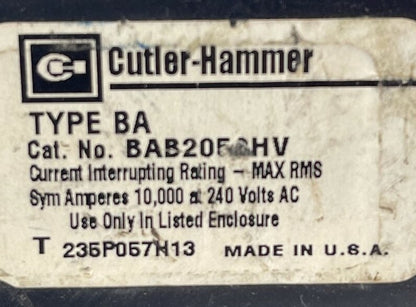 Cutler-Hammer
TYPE BA
Cat. No.
Current Interrupting Rating - MAX RMS
Sym Amperes 10,000 at 240 Volts AC
Use Only In Listed Enclosure
T 235P057H13 MADE IN U.S.A.